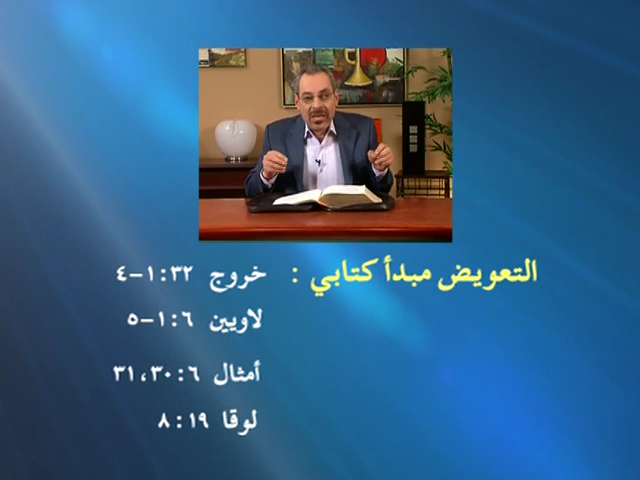 التعويض مبدأ كتابي : خروج ٣٢:١-٤
لاويين ٦:١-٥
أمثال ٦:٣٠،٣١
لوقا ١٩:٨